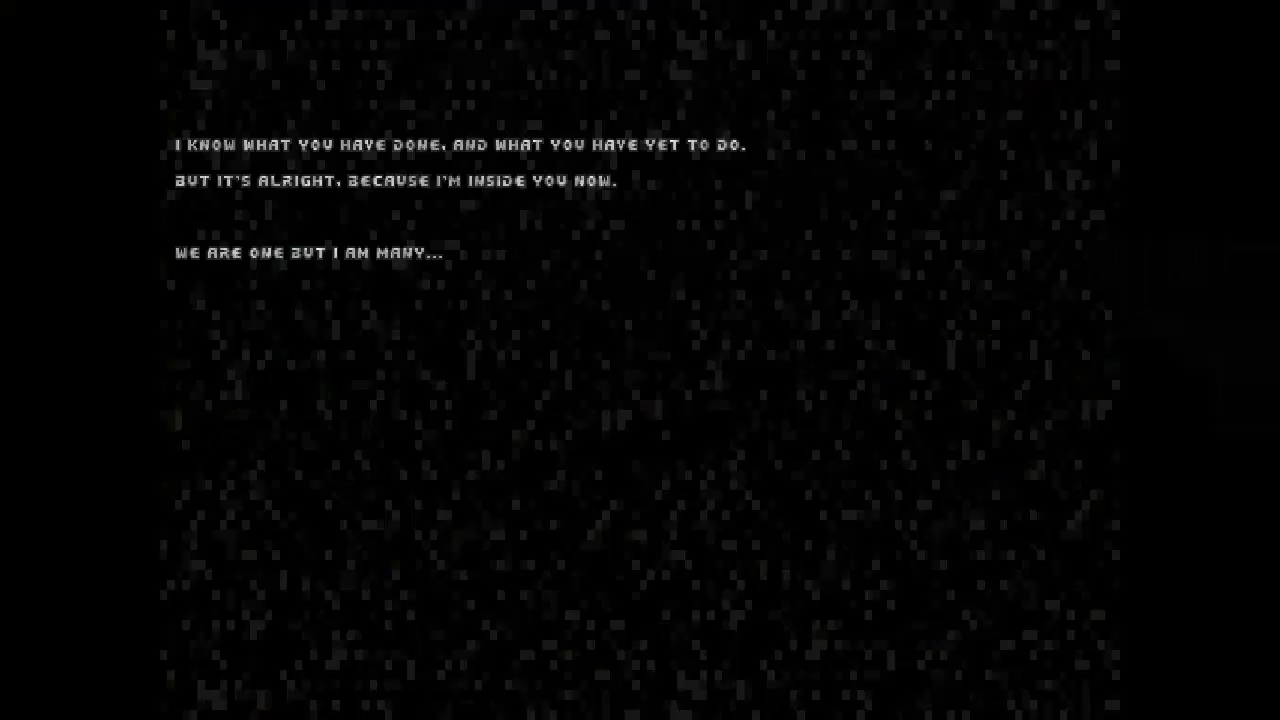 I KNOW WHAT YOU HAVE DONE, AND WHAT YOU HAVE YET TO DO.
BUT IT'S ALRIGHT, BECAUSE I'M INSIDE YOU NOW.
WE ARE ONE BUT I AM MANY...